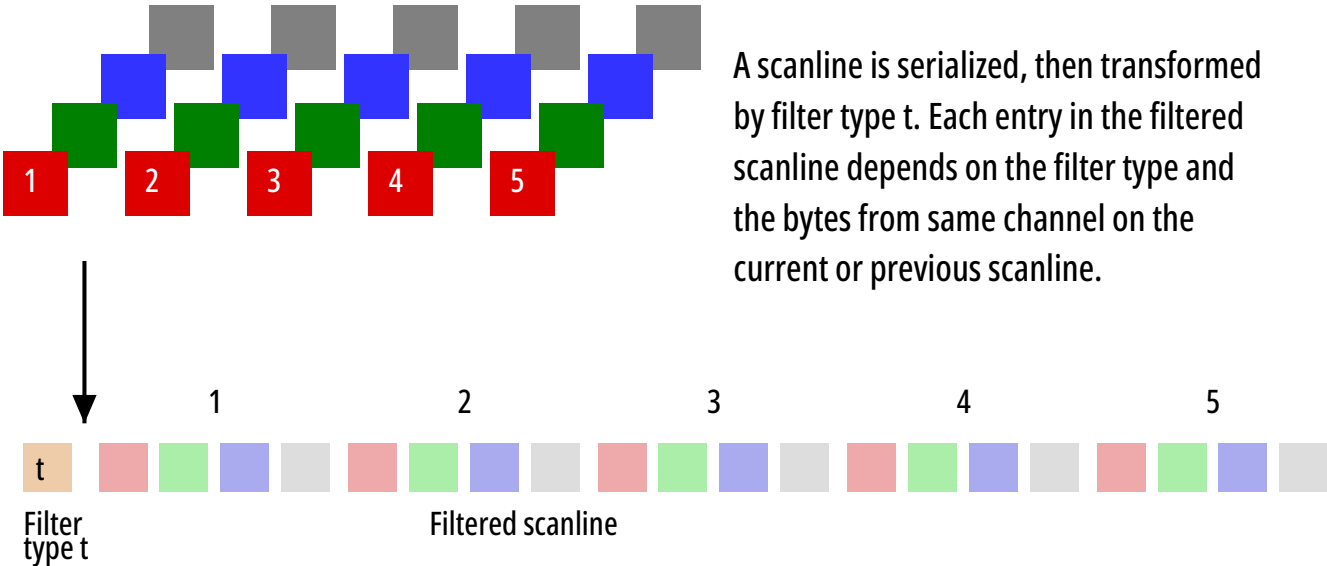 A scanline is serialized, then transformed
by filter type t. Each entry in the filtered
scanline depends on the filter type and
the bytes from same channel on the
current or previous scanline.
1 2 3 4 5
1 2 3 4 5
t
Filter
type t
Filtered scanline